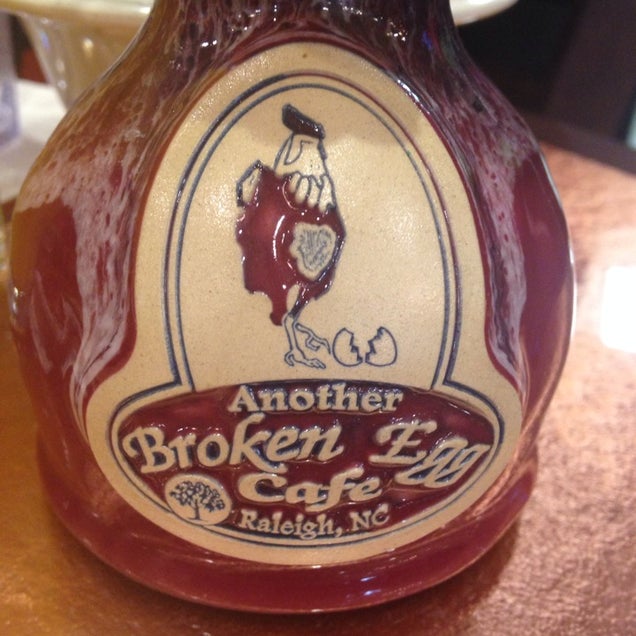 Another
Broken Egg
Cafe
Raleigh, NC